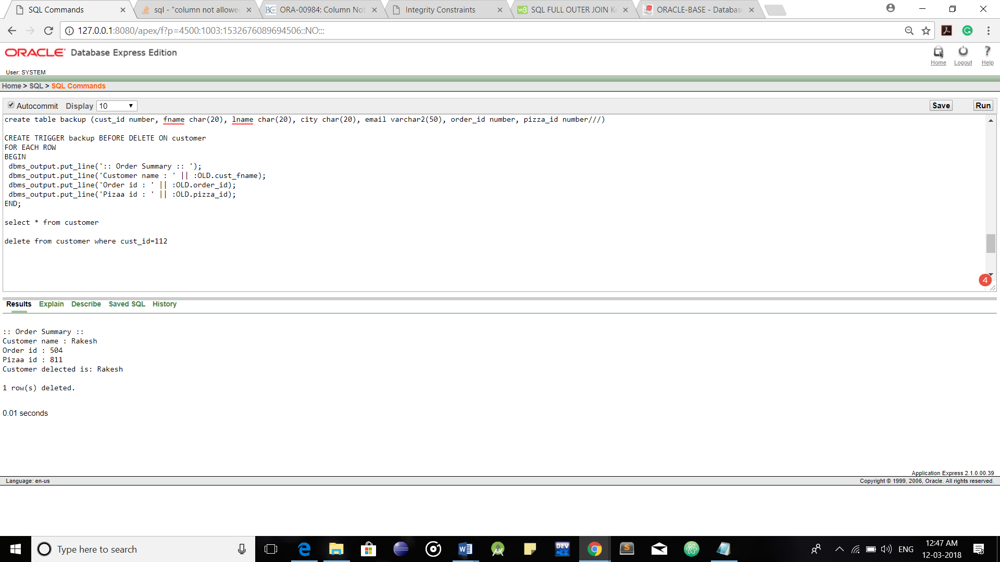 SQL Commands
sql - "column not allowe
ORA-00984: Column Not
Integrity Constraints
SQL FULL OUTER JOIN Ke
ORACLE-BASE - Databas
127.0.0.1:8080/apex/f?p=4500:1003:1532676089694506::NO:::
ORACLE Database Express Edition
Home
Logout
Help
User: SYSTEM
Home > SQL > SQL Commands
Autocommit Display 10
Save
Run
create table backup (cust_id number, fname char(20), lname char(20), city char(20), email varchar2(50), order_id number, pizza_id number///)
CREATE TRIGGER backup BEFORE DELETE ON customer
FOR EACH ROW
BEGIN
dbms_output.put_line(':: Order Summary :: ');
dbms_output.put_line('Customer name : ' || :OLD.cust_fname);
dbms_output.put_line('Order id : ' || :OLD.order_id);
dbms_output.put_line('Pizaa id : ' || :OLD.pizza_id);
END;
select * from customer
delete from customer where cust_id=112
4
Results Explain Describe Saved SQL History
:: Order Summary ::
Customer name : Rakesh
Order id : 504
Pizaa id : 811
Customer delected is: Rakesh
1 row(s) deleted.
0.01 seconds
Application Express 2.1.0.00.39
Language: en-us
Copyright © 1999, 2006, Oracle. All rights reserved.
Type here to search
DEV C++
ENG
12:47 AM
12-03-2018